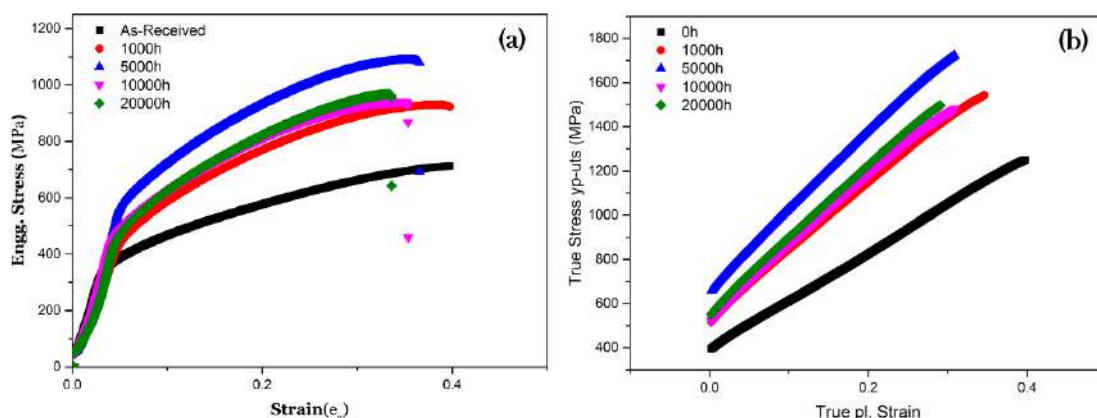 (a)
As-Received
1000h
5000h
10000h
20000h
1200
1000
800
600
400
200
0
Engg. Stress (MPa)
0.0
0.2
0.4
Strain(e_)
(b)
0h
1000h
5000h
10000h
20000h
1800
1600
1400
1200
1000
800
600
400
True Stress yp-uts (MPa)
0.0
0.2
0.4
True pl. Strain